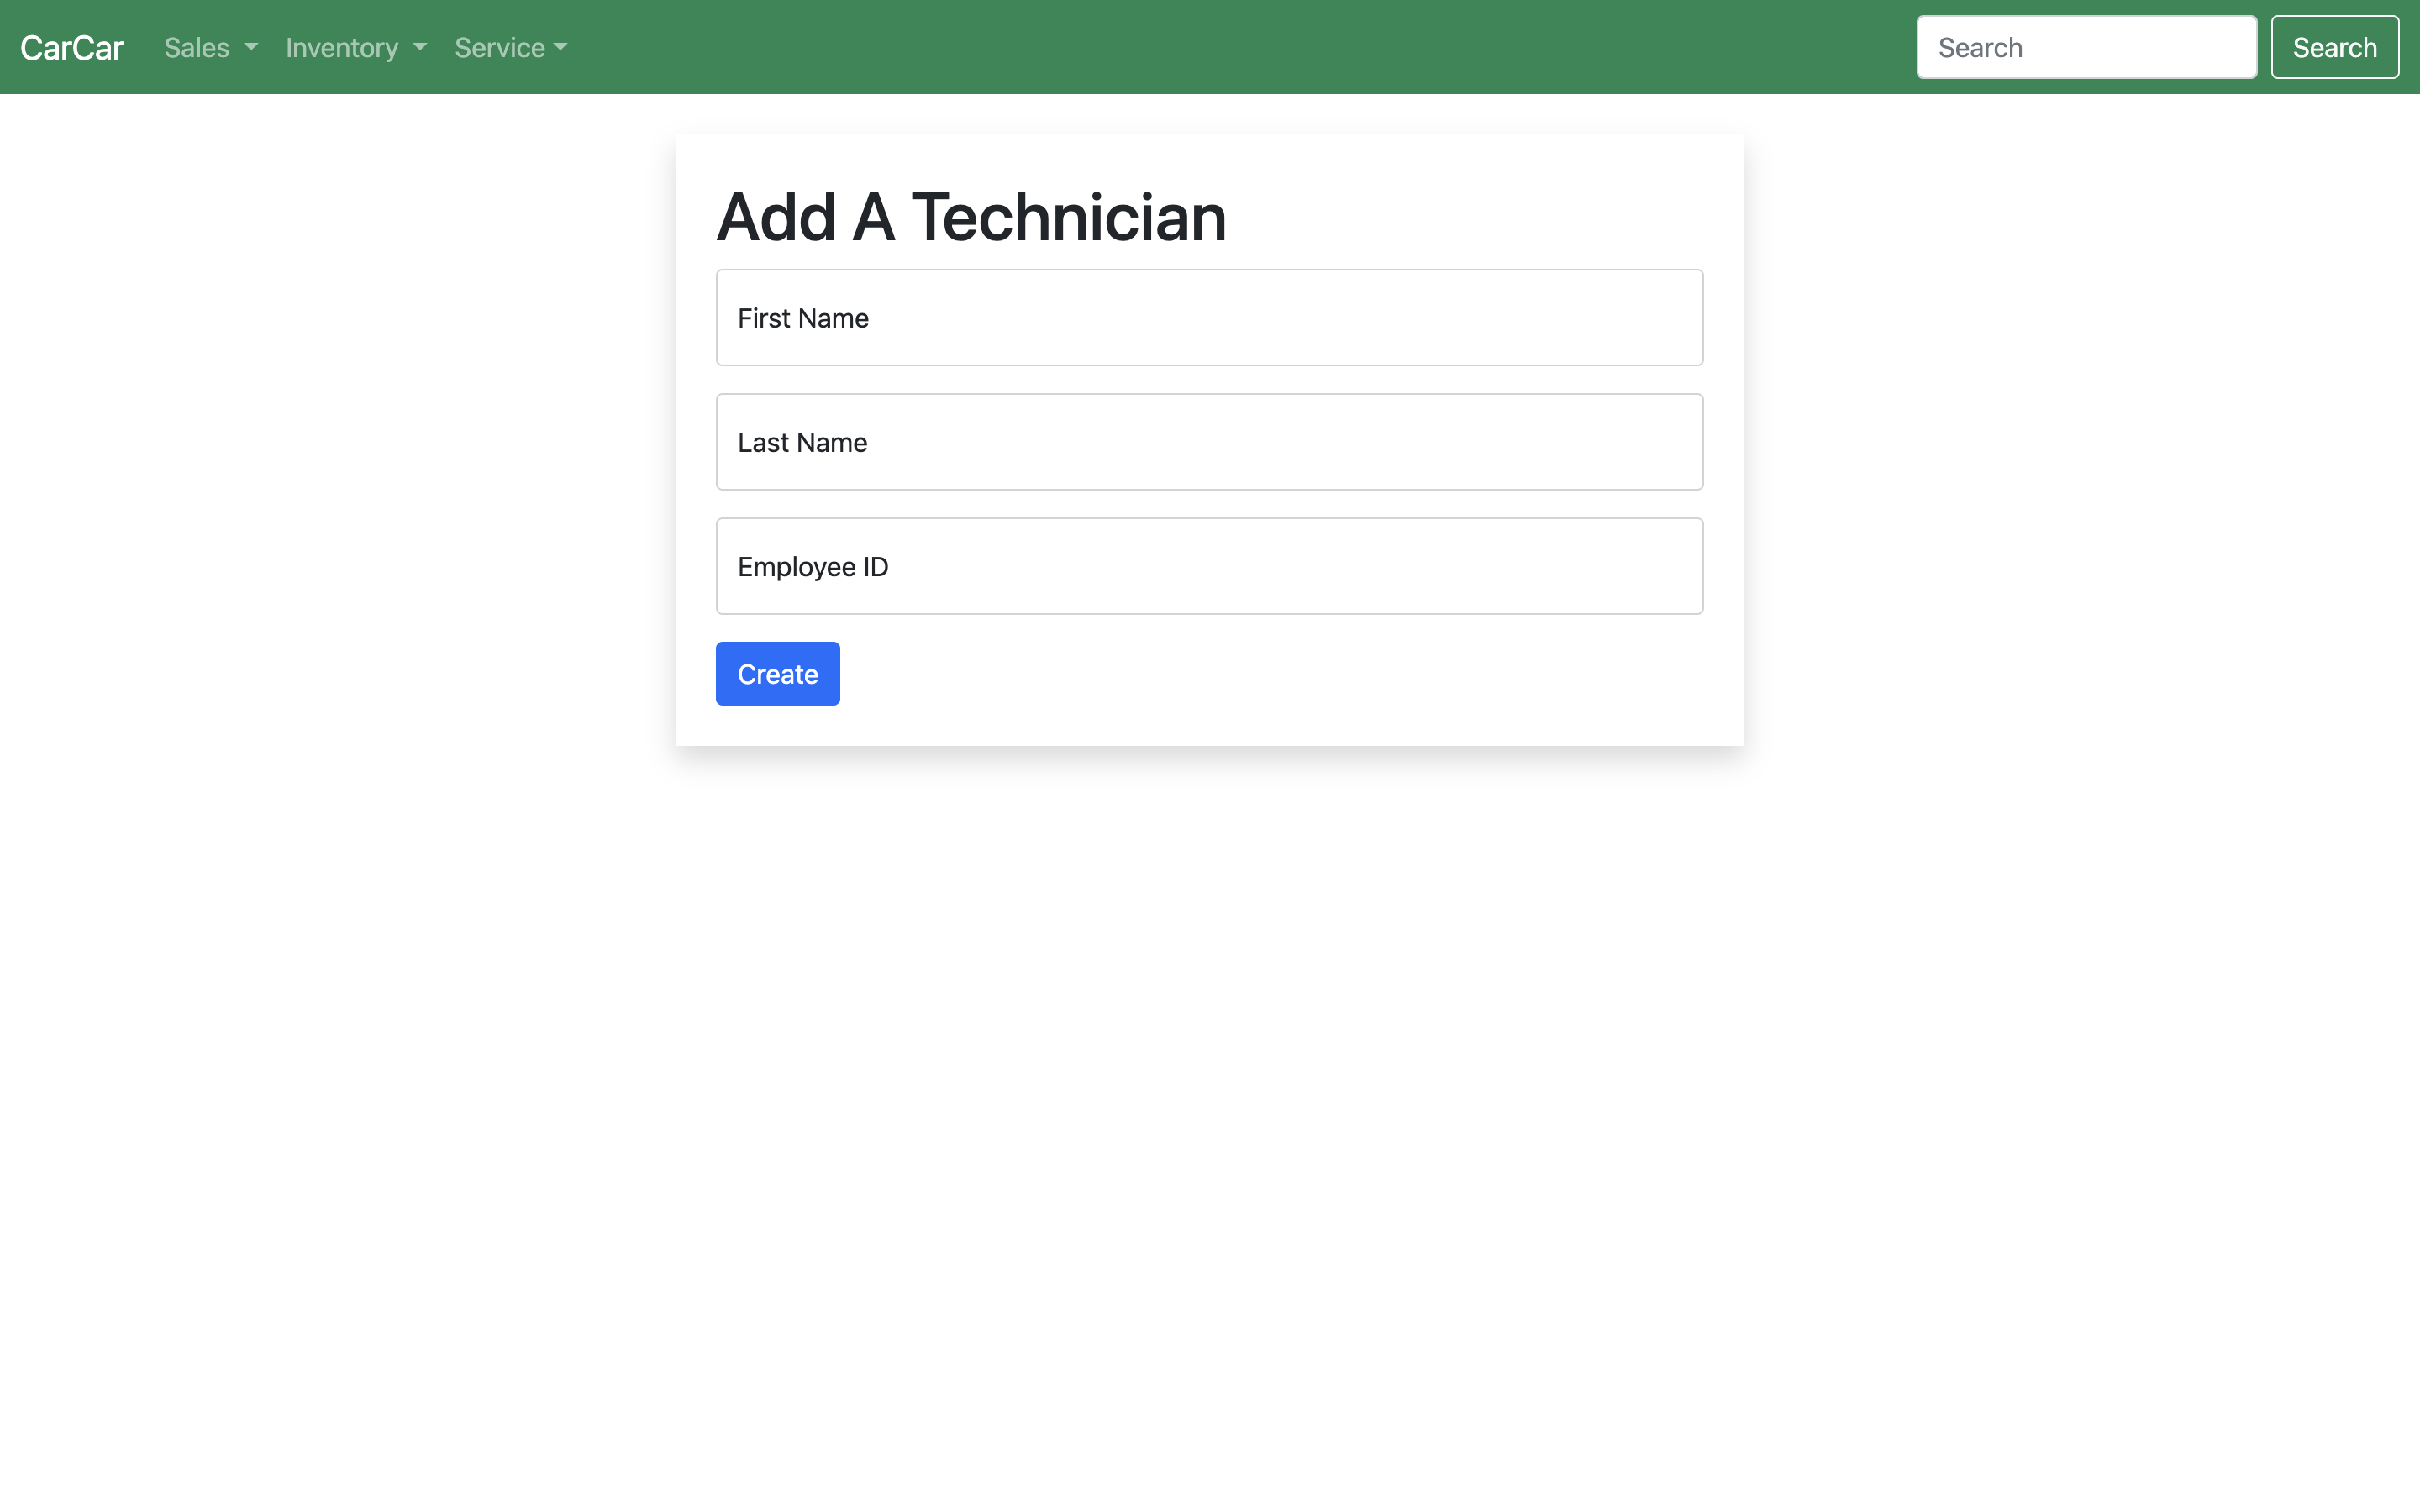 CarCar Sales Inventory Service Search Search
Add A Technician
First Name
Last Name
Employee ID
Create